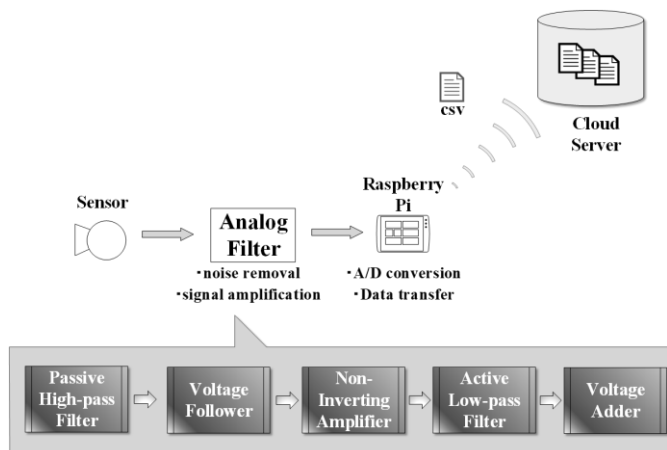 csv
Cloud
Server
Raspberry
Pi
Sensor
Analog
Filter
・noise removal
・signal amplification
・A/D conversion
・Data transfer
Passive
High-pass
Filter
Voltage
Follower
Non-
Inverting
Amplifier
Active
Low-pass
Filter
Voltage
Adder